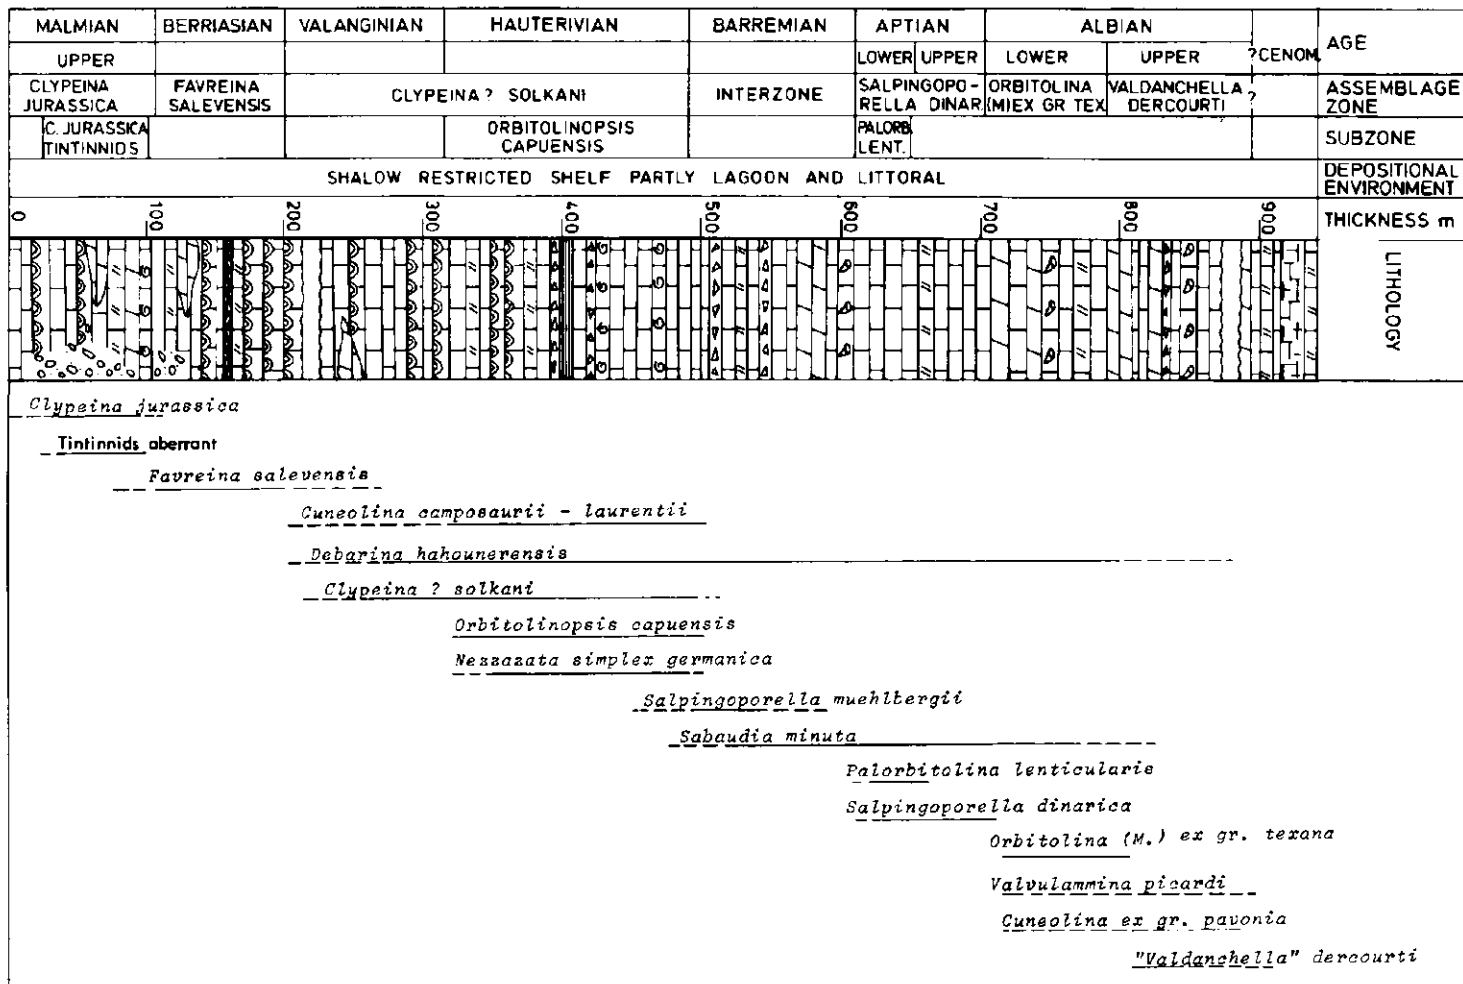 MALMIAN BERRIASIAN VALANGINIAN HAUTERIVIAN BARREMIAN APTIAN ALBIAN ?CENOM. AGE
UPPER LOWER UPPER LOWER UPPER
CLYPEINA JURASSICA FAVREINA SALEVENSIS CLYPEINA ? SOLKANI INTERZONE SALPINGOPO- RELLA DINAR. ORBITOLINA (M)EX GR TEX VALDANCHELLA DERCOURTI ? ASSEMBLAGE ZONE
C. JURASSICA TINTINNIDS ORBITOLINOPSIS CAPUENSIS PALORB. LENT. SUBZONE
SHALOW RESTRICTED SHELF PARTLY LAGOON AND LITTORAL DEPOSITIONAL ENVIRONMENT
0 100 200 300 400 500 600 700 800 900 THICKNESS m
LITHOLOGY
Clypeina jurassica
Tintinnids aberrant
Favreina salevensis
Cuneolina camposaurii - laurentii
Debarina hahounerensis
Clypeina ? solkani
Orbitolinopsis capuensis
Nezzazata simplex germanica
Salpingoporella muehlbergii
Sabaudia minuta
Palorbitolina lenticularis
Salpingoporella dinarica
Orbitolina (M.) ex gr. texana
Valvulammina picardi
Cuneolina ex gr. pavonia
"Valdanchella" dercourti